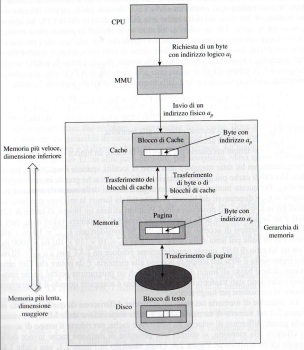 CPU
Richiesta di un byte
con indirizzo logico a_l
MMU
Invio di un
indirizzo fisico a_p
Blocco di Cache
Byte con
indirizzo a_p
Cache
Memoria più veloce,
dimensione inferiore
Trasferimento dei
blocchi di cache
Trasferimento
di byte o di
blocchi di cache
Memoria
Pagina
Byte con
indirizzo a_p
Gerarchia di
memoria
Trasferimento di pagine
Memoria più lenta,
dimensione
maggiore
Disco
Blocco di testo